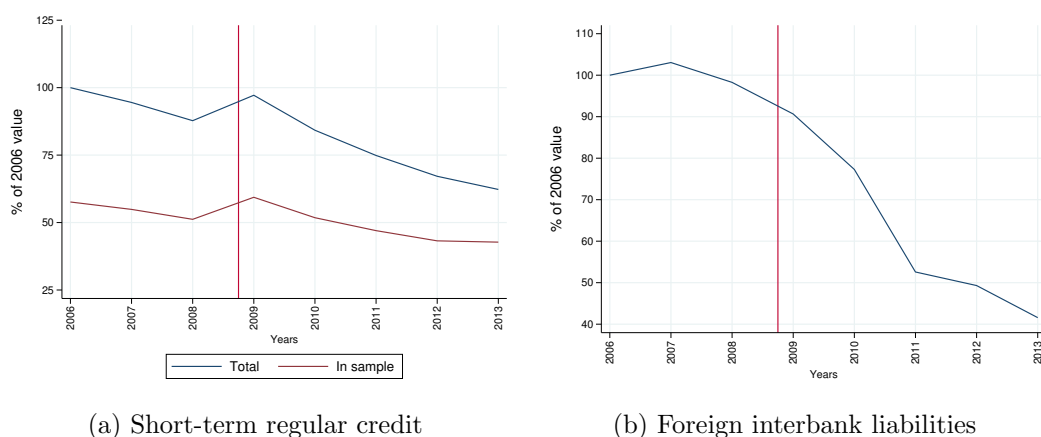 125
100
75
50
25
% of 2006 value
2006 2007 2008 2009 2010 2011 2012 2013
Years
Total In sample
(a) Short-term regular credit
110
100
90
80
70
60
50
40
% of 2006 value
2006 2007 2008 2009 2010 2011 2012 2013
Years
(b) Foreign interbank liabilities